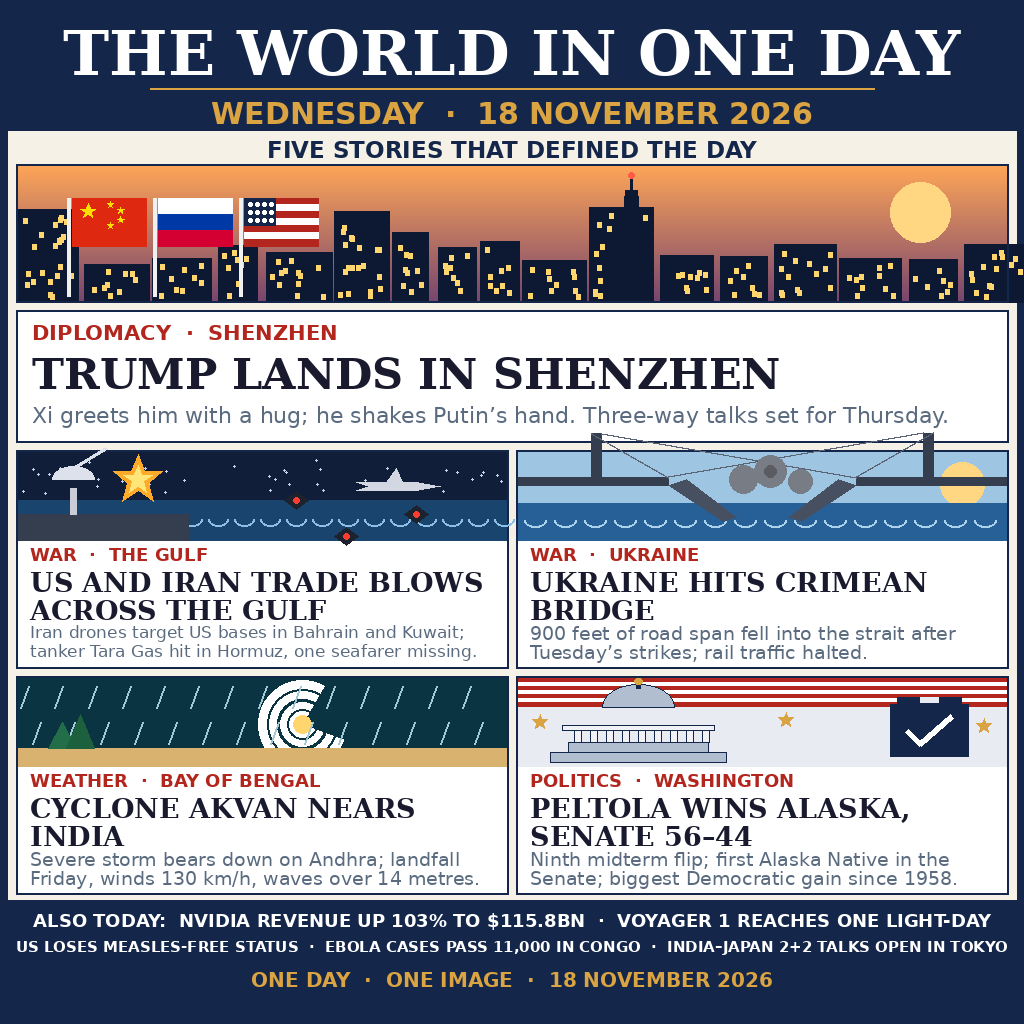 THE WORLD IN ONE DAY
WEDNESDAY · 18 NOVEMBER 2026
FIVE STORIES THAT DEFINED THE DAY
DIPLOMACY · SHENZHEN
TRUMP LANDS IN SHENZHEN
Xi greets him with a hug; he shakes Putin’s hand. Three-way talks set for Thursday.
WAR · THE GULF
US AND IRAN TRADE BLOWS
ACROSS THE GULF
Iran drones target US bases in Bahrain and Kuwait;
tanker Tara Gas hit in Hormuz, one seafarer missing.
WAR · UKRAINE
UKRAINE HITS CRIMEAN
BRIDGE
900 feet of road span fell into the strait after
Tuesday’s strikes; rail traffic halted.
WEATHER · BAY OF BENGAL
CYCLONE AKVAN NEARS
INDIA
Severe storm bears down on Andhra; landfall
Friday, winds 130 km/h, waves over 14 metres.
POLITICS · WASHINGTON
PELTOLA WINS ALASKA,
SENATE 56–44
Ninth midterm flip; first Alaska Native in the
Senate; biggest Democratic gain since 1958.
ALSO TODAY: NVIDIA REVENUE UP 103% TO $115.8BN · VOYAGER 1 REACHES ONE LIGHT-DAY
US LOSES MEASLES-FREE STATUS · EBOLA CASES PASS 11,000 IN CONGO · INDIA–JAPAN 2+2 TALKS OPEN IN TOKYO
ONE DAY · ONE IMAGE · 18 NOVEMBER 2026